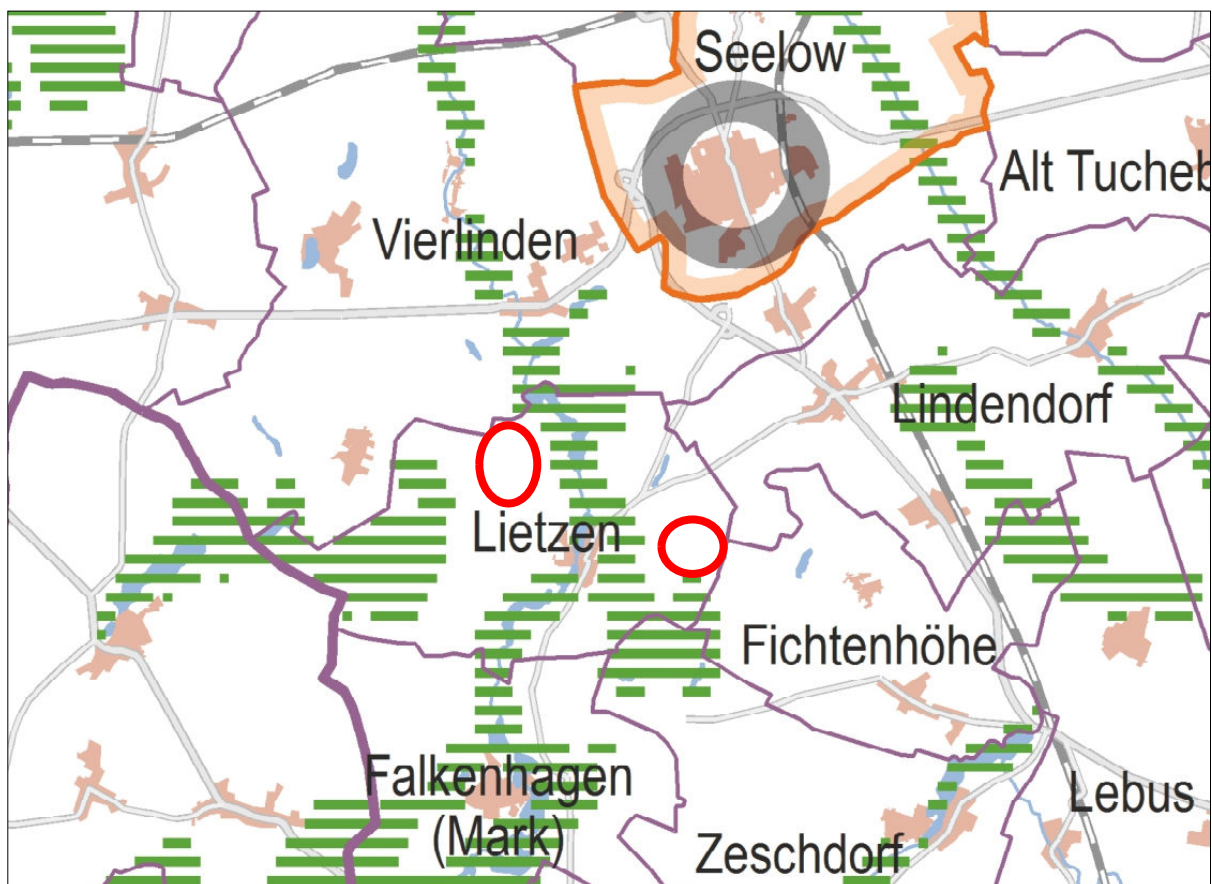 Seelow
Alt Tucheb
Vierlinden
Lindendorf
Lietzen
Fichtenhöhe
Falkenhagen
(Mark)
Lebus
Zeschdorf